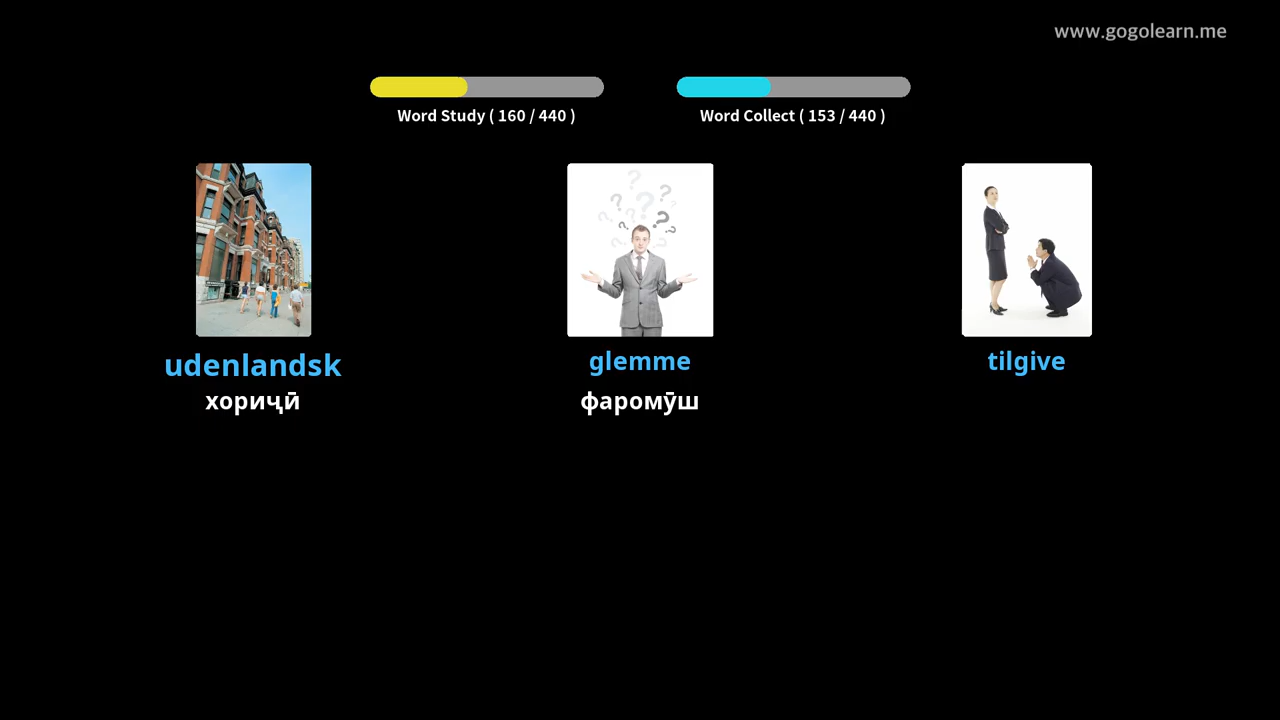 www.gogolearn.me
Word Study ( 160 / 440 )
Word Collect ( 153 / 440 )
udenlandsk
glemme
tilgive
хориҷӣ
фаромӯш